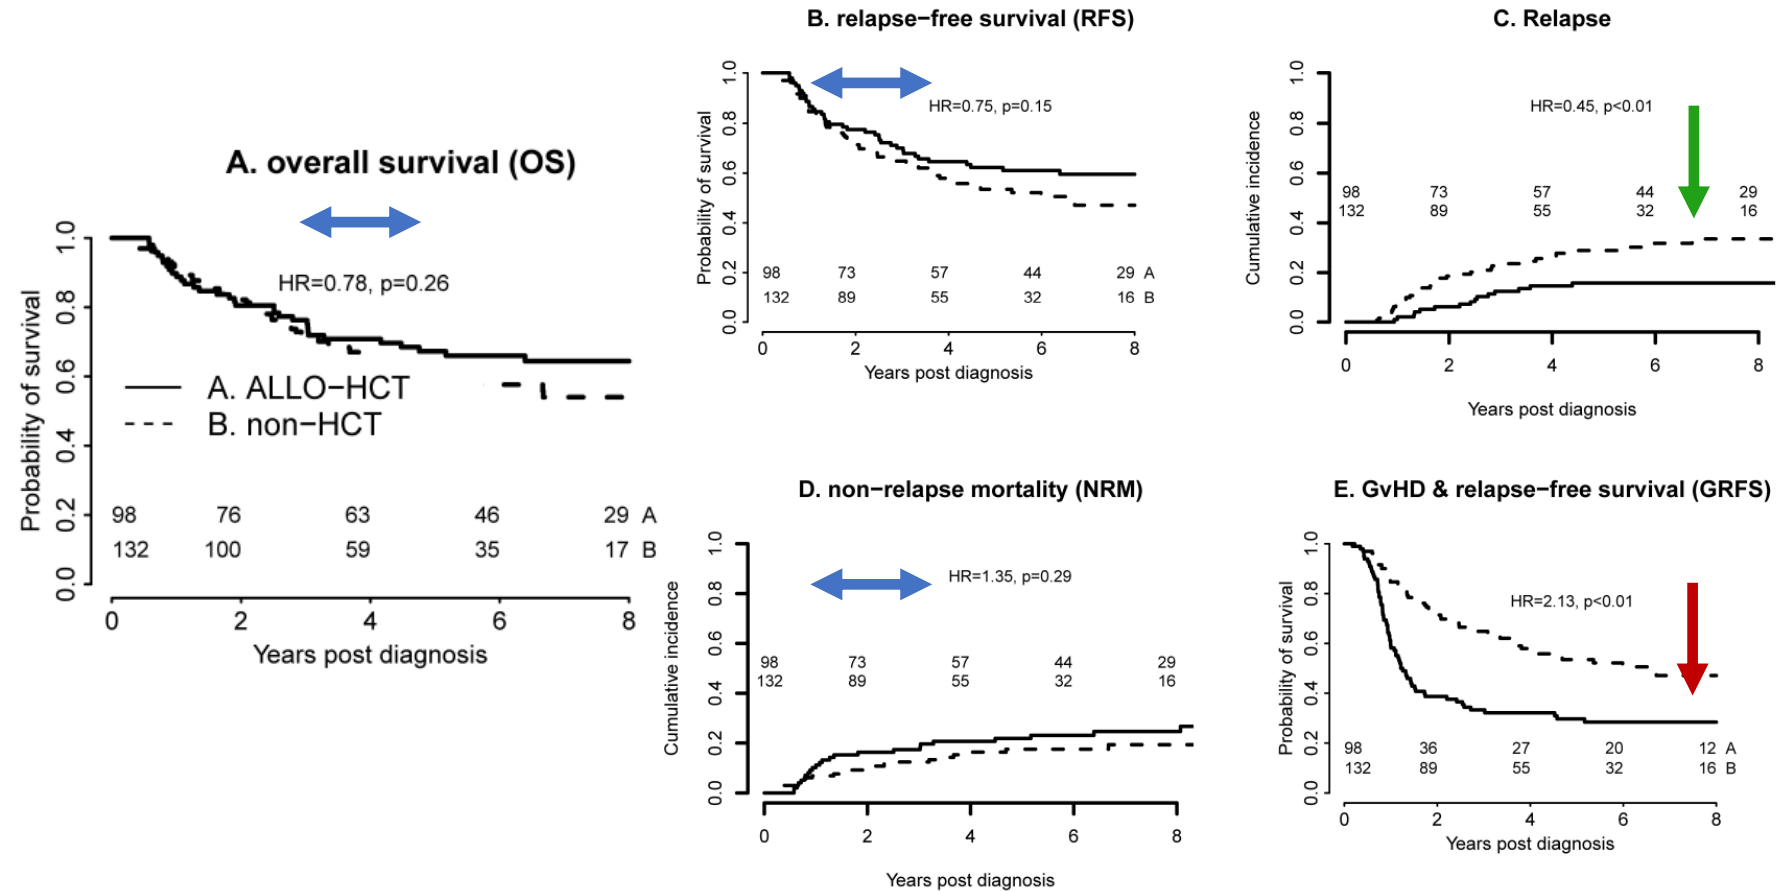 A. overall survival (OS)
HR=0.78, p=0.26
Probability of survival
1.0
0.8
0.6
0.4
0.2
0.0
A. ALLO−HCT
B. non−HCT
98 76 63 46 29 A
132 100 59 35 17 B
0 2 4 6 8
Years post diagnosis
B. relapse−free survival (RFS)
HR=0.75, p=0.15
Probability of survival
1.0
0.8
0.6
0.4
0.2
0.0
98 73 57 44 29 A
132 89 55 32 16 B
0 2 4 6 8
Years post diagnosis
C. Relapse
HR=0.45, p<0.01
Cumulative incidence
1.0
0.8
0.6
0.4
0.2
0.0
98 73 57 44 29
132 89 55 32 16
0 2 4 6 8
Years post diagnosis
D. non−relapse mortality (NRM)
HR=1.35, p=0.29
Cumulative incidence
1.0
0.8
0.6
0.4
0.2
0.0
98 73 57 44 29
132 89 55 32 16
0 2 4 6 8
Years post diagnosis
E. GvHD & relapse−free survival (GRFS)
HR=2.13, p<0.01
Probability of survival
1.0
0.8
0.6
0.4
0.2
0.0
98 36 27 20 12 A
132 89 55 32 16 B
0 2 4 6 8
Years post diagnosis